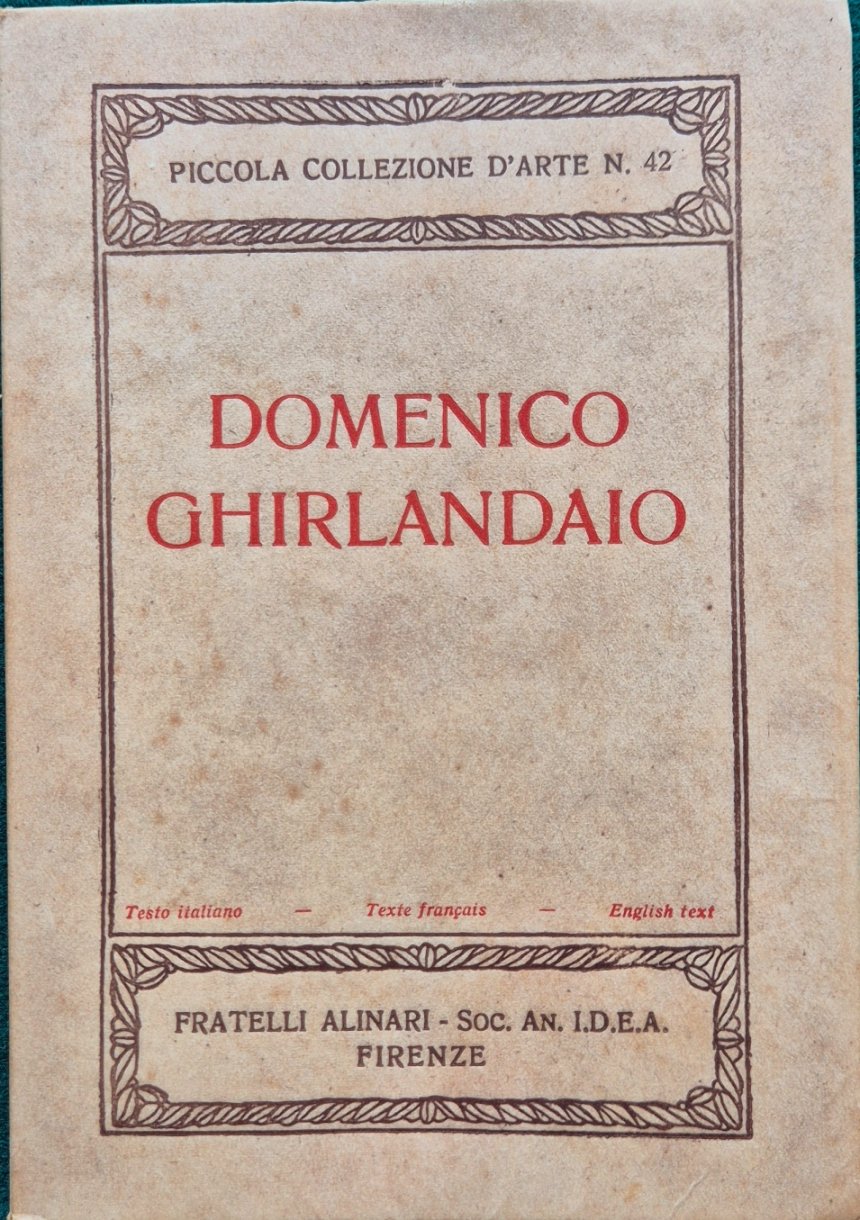 PICCOLA COLLEZIONE D'ARTE N. 42
DOMENICO
GHIRLANDAIO
Testo italiano — Texte français — English text
FRATELLI ALINARI - SOC. AN. I.D.E.A.
FIRENZE